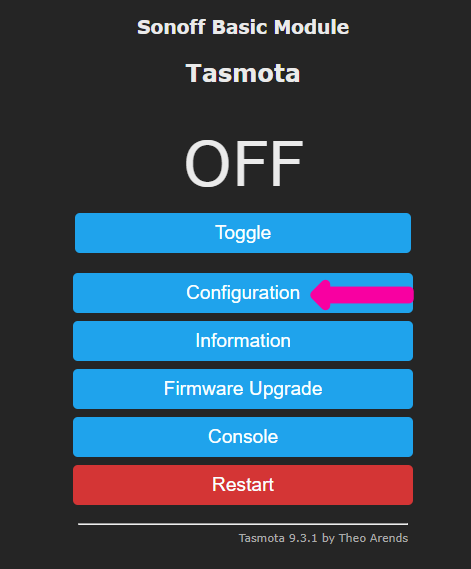 Sonoff Basic Module
Tasmota
OFF
Toggle
Configuration
Information
Firmware Upgrade
Console
Restart
Tasmota 9.3.1 by Theo Arends